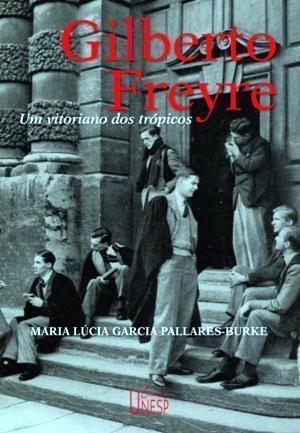 Gilberto
Freyre
Um vitoriano dos trópicos
MARIA LÚCIA GARCIA PALLARES-BURKE
UNESP